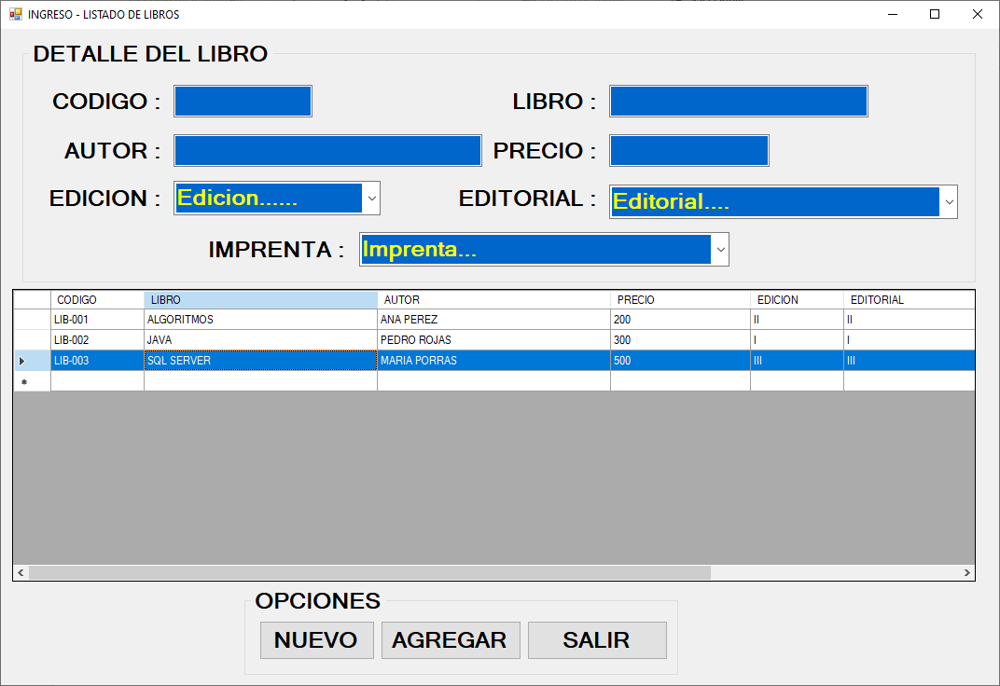 INGRESO - LISTADO DE LIBROS
DETALLE DEL LIBRO
CODIGO : LIBRO :
AUTOR : PRECIO :
EDICION : Edicion...... EDITORIAL : Editorial....
IMPRENTA : Imprenta...
CODIGO LIBRO AUTOR PRECIO EDICION EDITORIAL
LIB-001 ALGORITMOS ANA PEREZ 200 II II
LIB-002 JAVA PEDRO ROJAS 300 I I
LIB-003 SQL SERVER MARIA PORRAS 500 III III
OPCIONES
NUEVO AGREGAR SALIR